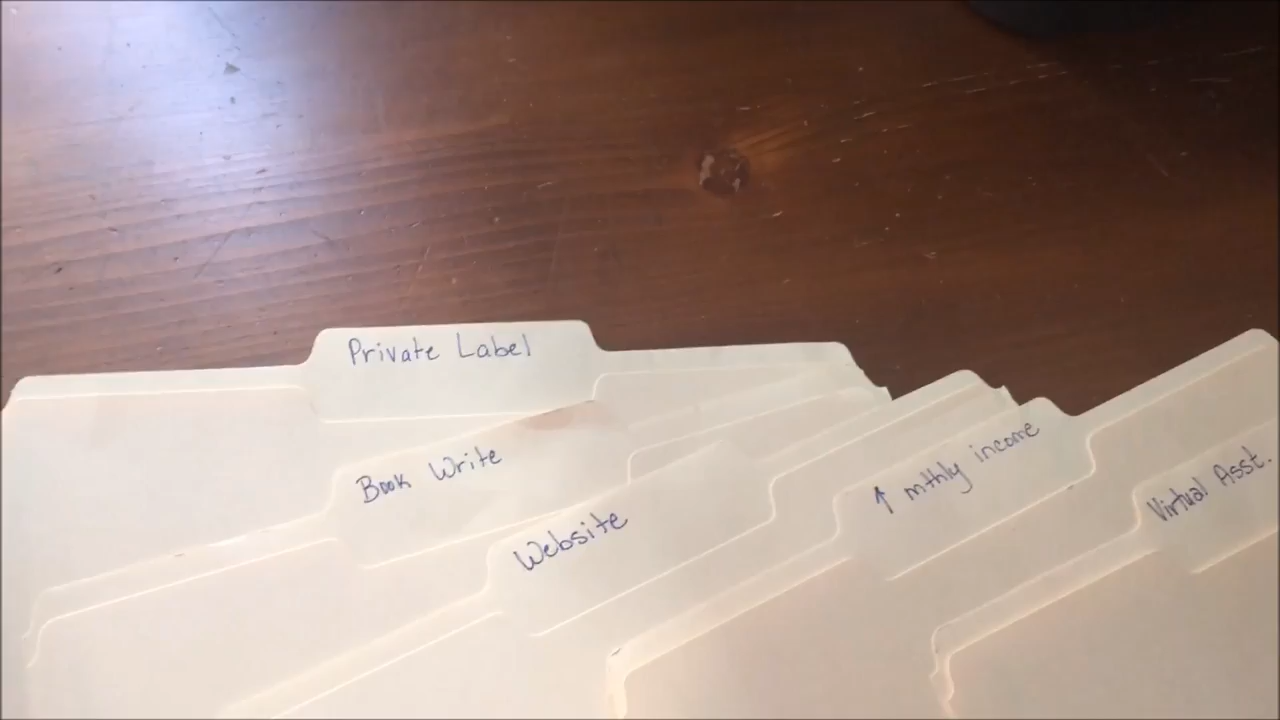 Private Label
Book Write
Website
↑ mthly income
Virtual Asst.